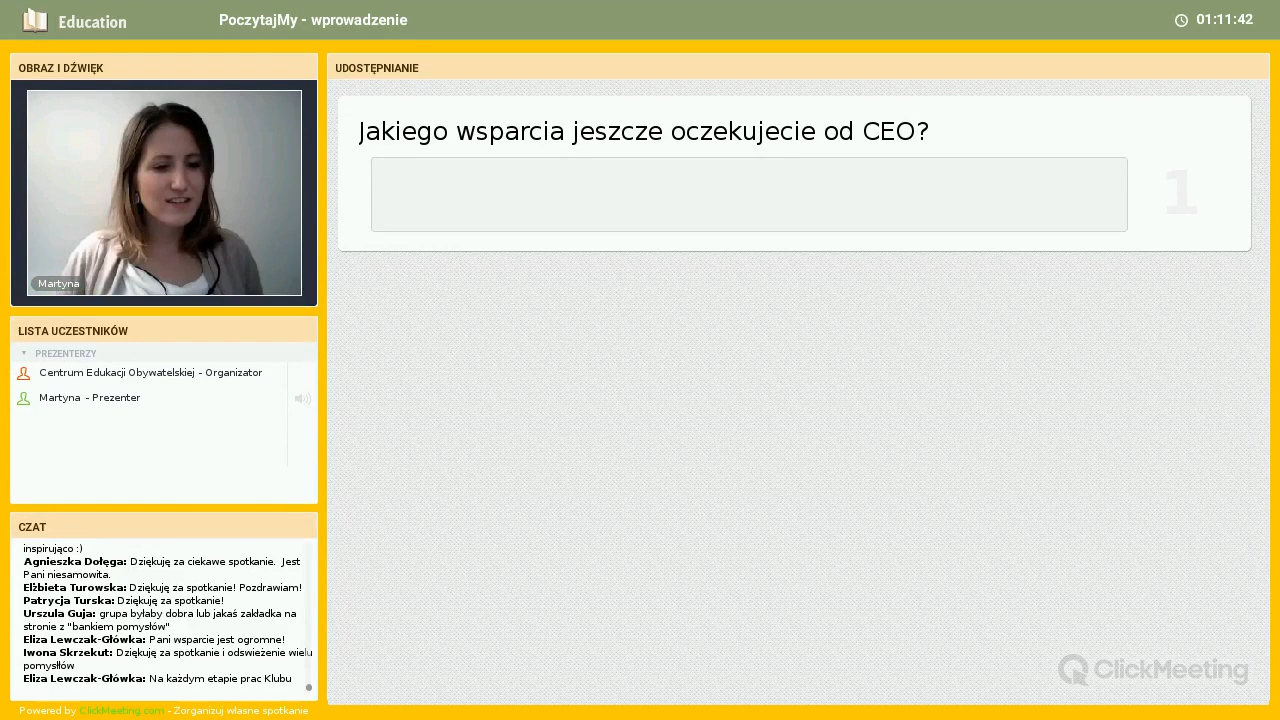 Education
PoczytajMy - wprowadzenie
01:11:42
OBRAZ I DŹWIĘK
Martyna
LISTA UCZESTNIKÓW
PREZENTERZY
Centrum Edukacji Obywatelskiej - Organizator
Martyna - Prezenter
CZAT
inspirująco :)
Agnieszka Dołęga: Dziękuję za ciekawe spotkanie. Jest
Pani niesamowita.
Elżbieta Turowska: Dziękuję za spotkanie! Pozdrawiam!
Patrycja Turska: Dziękuję za spotkanie!
Urszula Guja: grupa byłaby dobra lub jakaś zakładka na
stronie z "bankiem pomysłów"
Eliza Lewczak-Główka: Pani wsparcie jest ogromne!
Iwona Skrzekut: Dziękuję za spotkanie i odswieżenie wielu
pomysłłów
Eliza Lewczak-Główka: Na każdym etapie prac Klubu
Powered by ClickMeeting.com - Zorganizuj własne spotkanie
UDOSTĘPNIANIE
Jakiego wsparcia jeszcze oczekujecie od CEO?
1
ClickMeeting